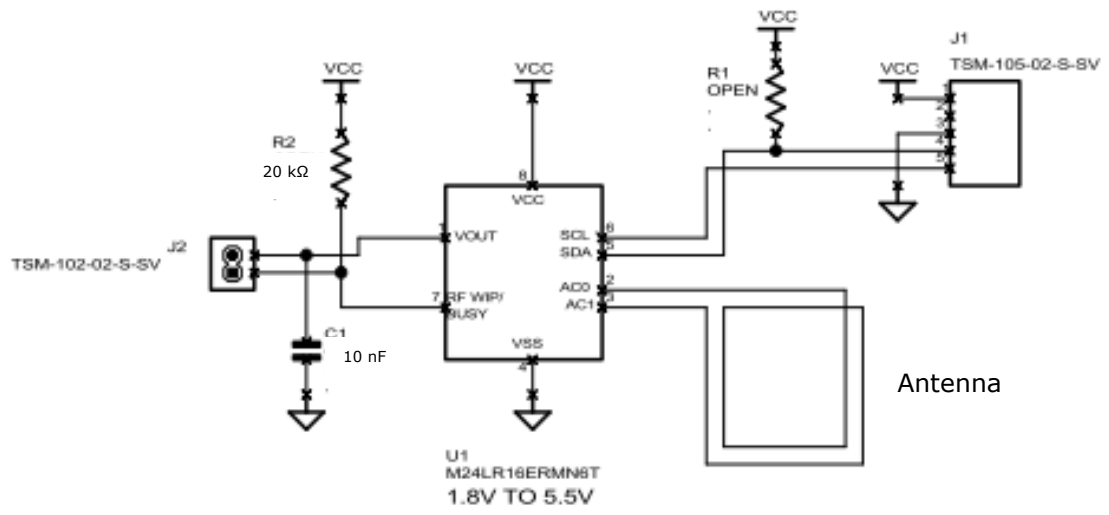 VCC
J1
TSM-105-02-S-SV
VCC
VCC
R1
OPEN
VCC
1
2
3
4
5
R2
20 kΩ
8
VCC
J2
TSM-102-02-S-SV
1
VOUT
SCL
6
SDA
5
AC0
2
AC1
3
7
RF WIP/
BUSY
C1
10 nF
VSS
4
Antenna
U1
M24LR16ERMN6T
1.8V TO 5.5V